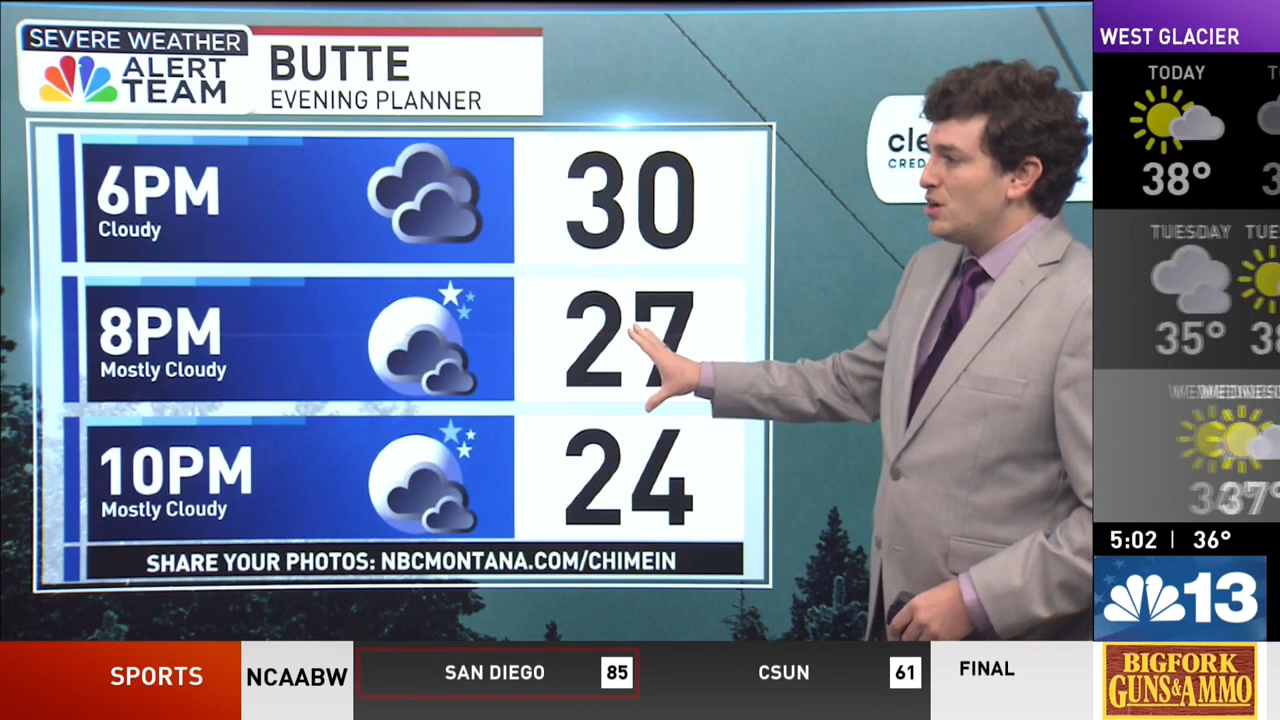 SEVERE WEATHER
ALERT
TEAM
BUTTE
EVENING PLANNER
6PM
Cloudy
30
8PM
Mostly Cloudy
27
10PM
Mostly Cloudy
24
SHARE YOUR PHOTOS: NBCMONTANA.COM/CHIMEIN
WEST GLACIER
TODAY
38°
TUESDAY
35°
37°
5:02 | 36°
13
SPORTS
NCAABW
SAN DIEGO 85
CSUN 61
FINAL
BIGFORK
GUNS & AMMO